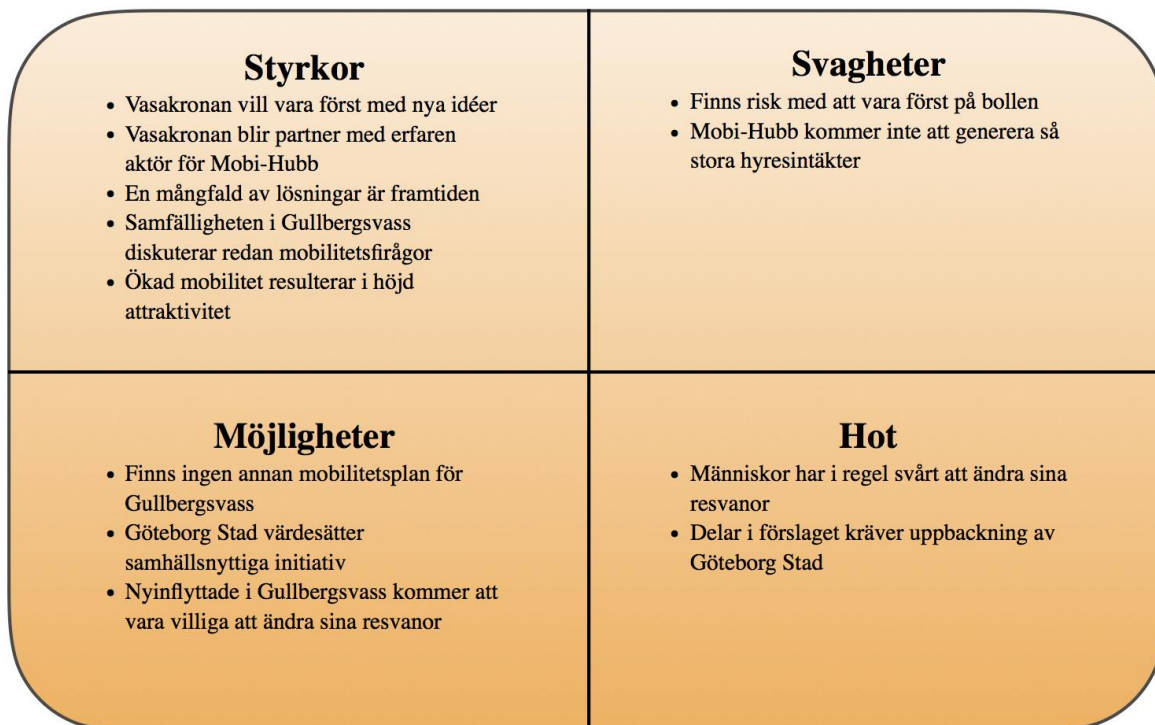 Styrkor
• Vasakronan vill vara först med nya idéer
• Vasakronan blir partner med erfaren
aktör för Mobi-Hubb
• En mångfald av lösningar är framtiden
• Samfälligheten i Gullbergsvass
diskuterar redan mobilitetsfirågor
• Ökad mobilitet resulterar i höjd
attraktivitet
Svagheter
• Finns risk med att vara först på bollen
• Mobi-Hubb kommer inte att generera så
stora hyresintäkter
Möjligheter
• Finns ingen annan mobilitetsplan för
Gullbergsvass
• Göteborg Stad värdesätter
samhällsnyttiga initiativ
• Nyinflyttade i Gullbergsvass kommer att
vara villiga att ändra sina resvanor
Hot
• Människor har i regel svårt att ändra sina
resvanor
• Delar i förslaget kräver uppbackning av
Göteborg Stad